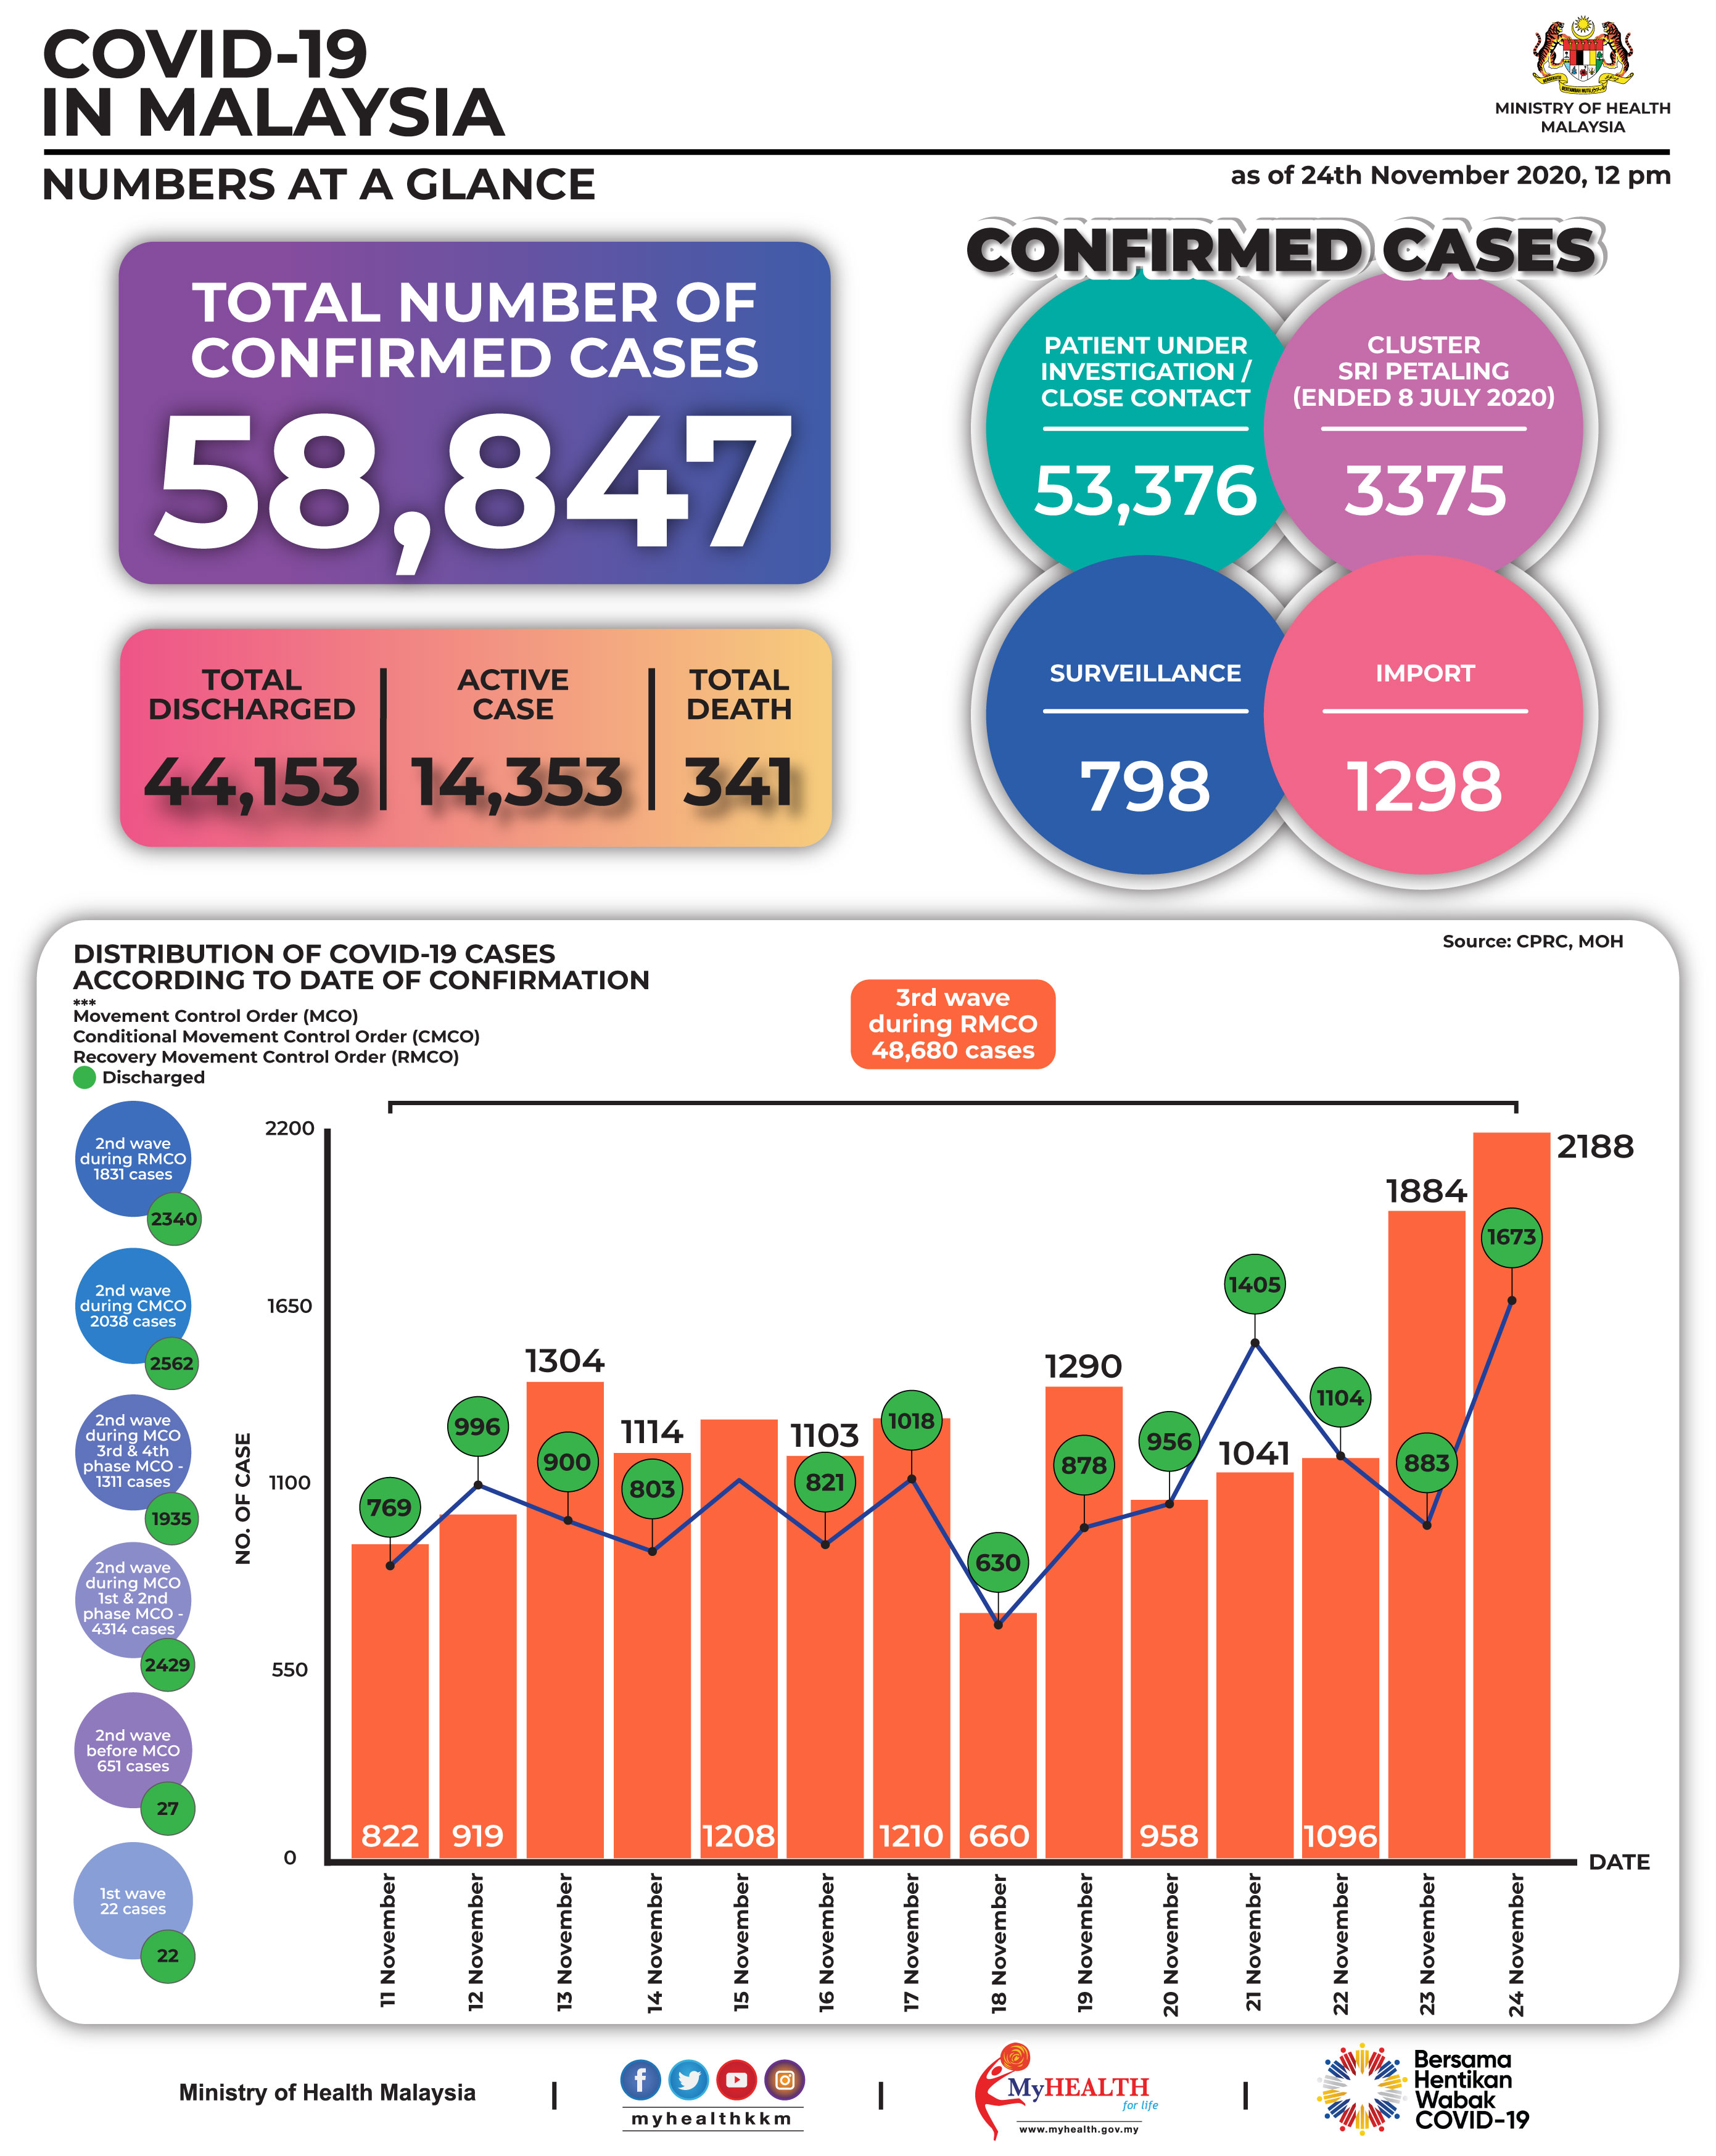 COVID-19
IN MALAYSIA
MINISTRY OF HEALTH
MALAYSIA
NUMBERS AT A GLANCE
as of 24th November 2020, 12 pm
TOTAL NUMBER OF
CONFIRMED CASES
58,847
TOTAL
DISCHARGED
44,153
ACTIVE
CASE
14,353
TOTAL
DEATH
341
CONFIRMED CASES
PATIENT UNDER
INVESTIGATION /
CLOSE CONTACT
53,376
CLUSTER
SRI PETALING
(ENDED 8 JULY 2020)
3375
SURVEILLANCE
798
IMPORT
1298
DISTRIBUTION OF COVID-19 CASES
ACCORDING TO DATE OF CONFIRMATION
***
Movement Control Order (MCO)
Conditional Movement Control Order (CMCO)
Recovery Movement Control Order (RMCO)
Discharged
Source: CPRC, MOH
3rd wave
during RMCO
48,680 cases
2nd wave
during RMCO
1831 cases
2340
2nd wave
during CMCO
2038 cases
2562
2nd wave
during MCO
3rd & 4th
phase MCO -
1311 cases
1935
2nd wave
during MCO
1st & 2nd
phase MCO -
4314 cases
2429
2nd wave
before MCO
651 cases
27
1st wave
22 cases
22
NO. OF CASE
2200
1650
1100
550
0
769
996
1304
900
1114
803
1103
821
1018
630
1290
878
956
1405
1041
1104
1884
883
2188
1673
822
919
1208
1210
660
958
1096
DATE
11 November
12 November
13 November
14 November
15 November
16 November
17 November
18 November
19 November
20 November
21 November
22 November
23 November
24 November
Ministry of Health Malaysia
myhealthkkm
MyHEALTH
for life
www.myhealth.gov.my
Bersama
Hentikan
Wabak
COVID-19